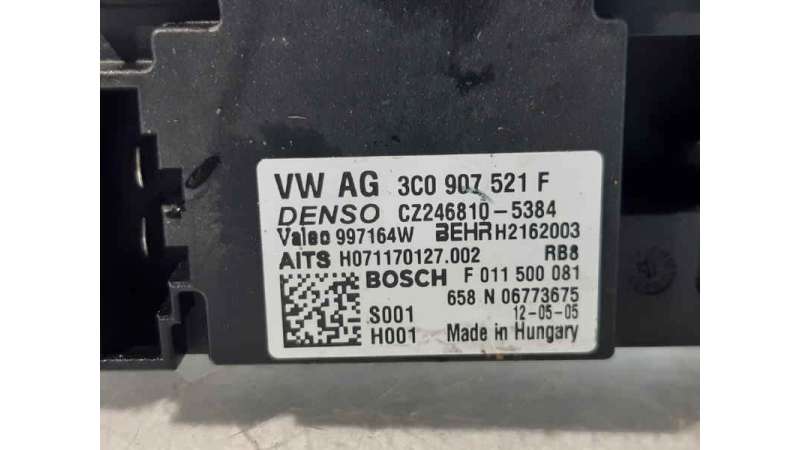 VW AG 3C0 907 521 F
DENSO CZ246810-5384
Valeo 997164W BEHR H2162003
AITS H071170127.002 RB8
BOSCH F 011 500 081
658 N 06773675
S001 12-05-05
H001 Made in Hungary